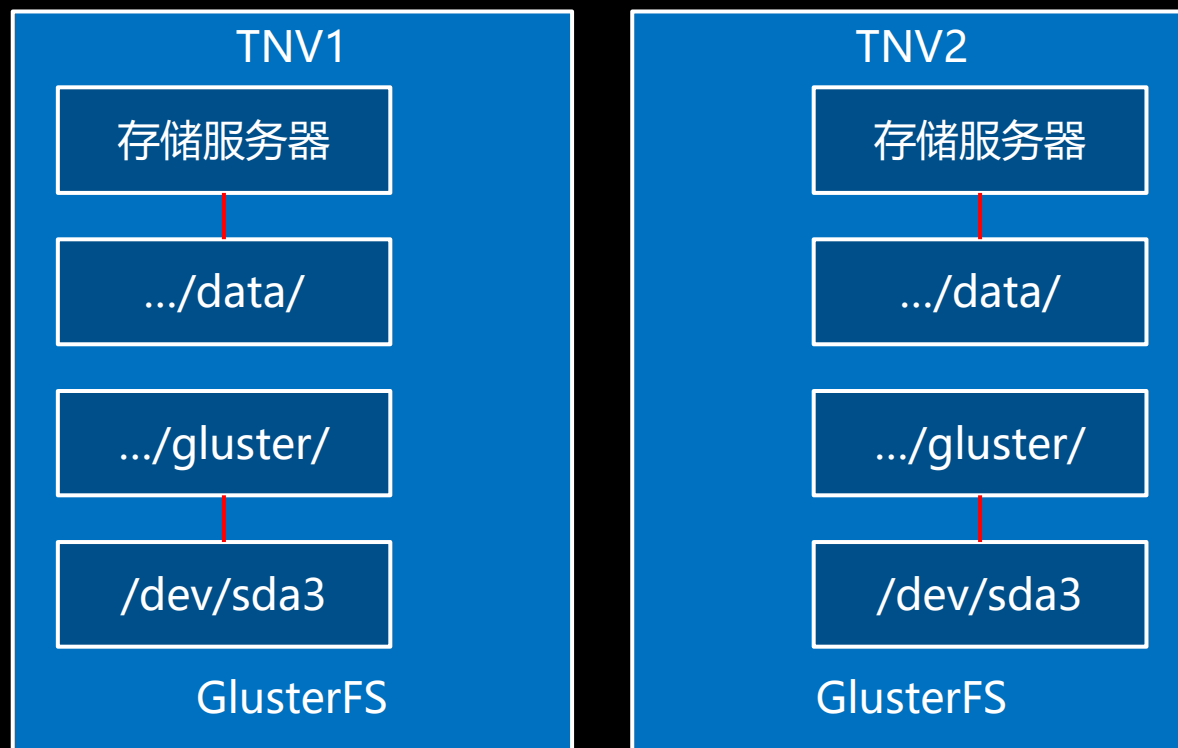 TNV1
存储服务器
.../data/
.../gluster/
/dev/sda3
GlusterFS
TNV2
存储服务器
.../data/
.../gluster/
/dev/sda3
GlusterFS